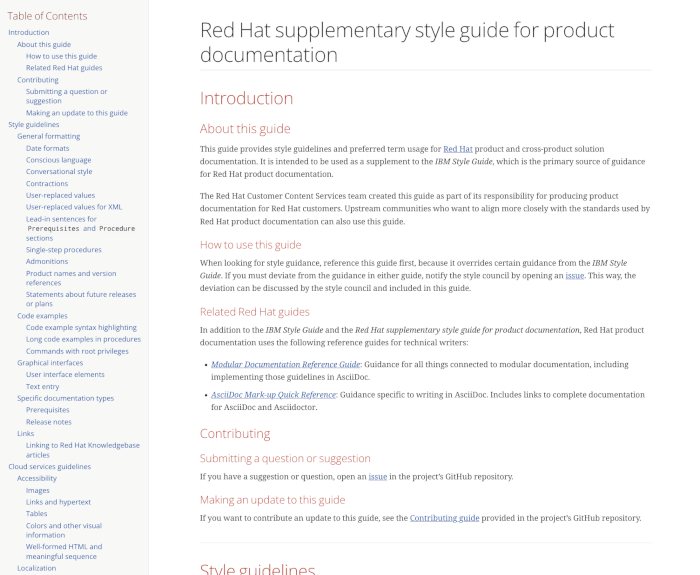 Table of Contents
Introduction
About this guide
How to use this guide
Related Red Hat guides
Contributing
Submitting a question or
suggestion
Making an update to this guide
Style guidelines
General formatting
Date formats
Conscious language
Conversational style
Contractions
User-replaced values
User-replaced values for XML
Lead-in sentences for
Prerequisites and Procedure
sections
Single-step procedures
Admonitions
Product names and version
references
Statements about future releases
or plans
Code examples
Code example syntax highlighting
Long code examples in procedures
Commands with root privileges
Graphical interfaces
User interface elements
Text entry
Specific documentation types
Prerequisites
Release notes
Links
Linking to Red Hat Knowledgebase
articles
Cloud services guidelines
Accessibility
Images
Links and hypertext
Tables
Colors and other visual
information
Well-formed HTML and
meaningful sequence
Localization
Red Hat supplementary style guide for product
documentation
Introduction
About this guide
This guide provides style guidelines and preferred term usage for Red Hat product and cross-product solution
documentation. It is intended to be used as a supplement to the IBM Style Guide, which is the primary source of guidance
for Red Hat product documentation.
The Red Hat Customer Content Services team created this guide as part of its responsibility for producing product
documentation for Red Hat customers. Upstream communities who want to align more closely with the standards used by
Red Hat product documentation can also use this guide.
How to use this guide
When looking for style guidance, reference this guide first, because it overrides certain guidance from the IBM Style
Guide. If you must deviate from the guidance in either guide, notify the style council by opening an issue. This way, the
deviation can be discussed by the style council and included in this guide.
Related Red Hat guides
In addition to the IBM Style Guide and the Red Hat supplementary style guide for product documentation, Red Hat product
documentation uses the following reference guides for technical writers:
• Modular Documentation Reference Guide: Guidance for all things connected to modular documentation, including
implementing those guidelines in AsciiDoc.
• AsciiDoc Mark-up Quick Reference: Guidance specific to writing in AsciiDoc. Includes links to complete documentation
for AsciiDoc and Asciidoctor.
Contributing
Submitting a question or suggestion
If you have a suggestion or question, open an issue in the project's GitHub repository.
Making an update to this guide
If you want to contribute an update to this guide, see the Contributing guide provided in the project's GitHub repository.
Style guidelines